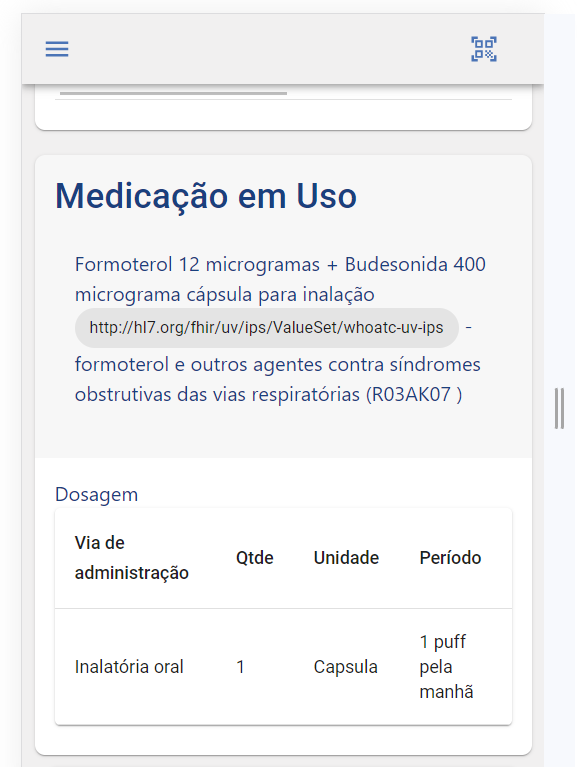 Medicação em Uso
Formoterol 12 microgramas + Budesonida 400
micrograma cápsula para inalação
http://hl7.org/fhir/uv/ips/ValueSet/whoatc-uv-ips -
formoterol e outros agentes contra síndromes
obstrutivas das vias respiratórias (R03AK07 )
Dosagem
Via de
administração
Qtde
Unidade
Período
Inalatória oral
1
Capsula
1 puff
pela
manhã